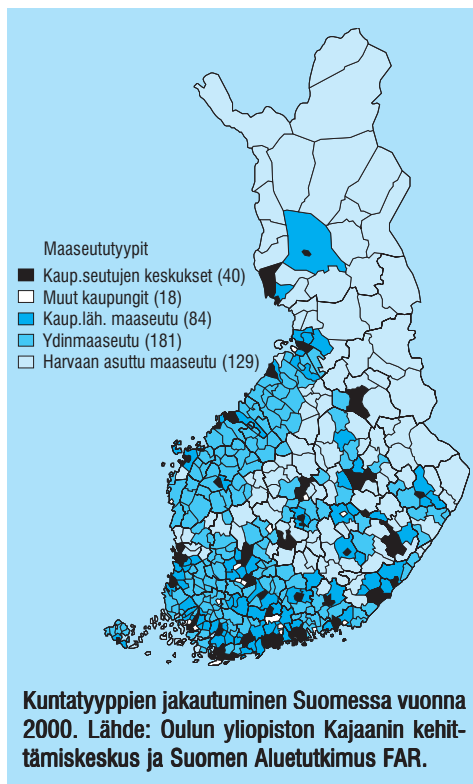 Maaseututyypit
Kaup.seutujen keskukset (40)
Muut kaupungit (18)
Kaup.läh. maaseutu (84)
Ydinmaaseutu (181)
Harvaan asuttu maaseutu (129)
Kuntatyyppien jakautuminen Suomessa vuonna
2000. Lähde: Oulun yliopiston Kajaanin kehit-
tämiskeskus ja Suomen Aluetutkimus FAR.